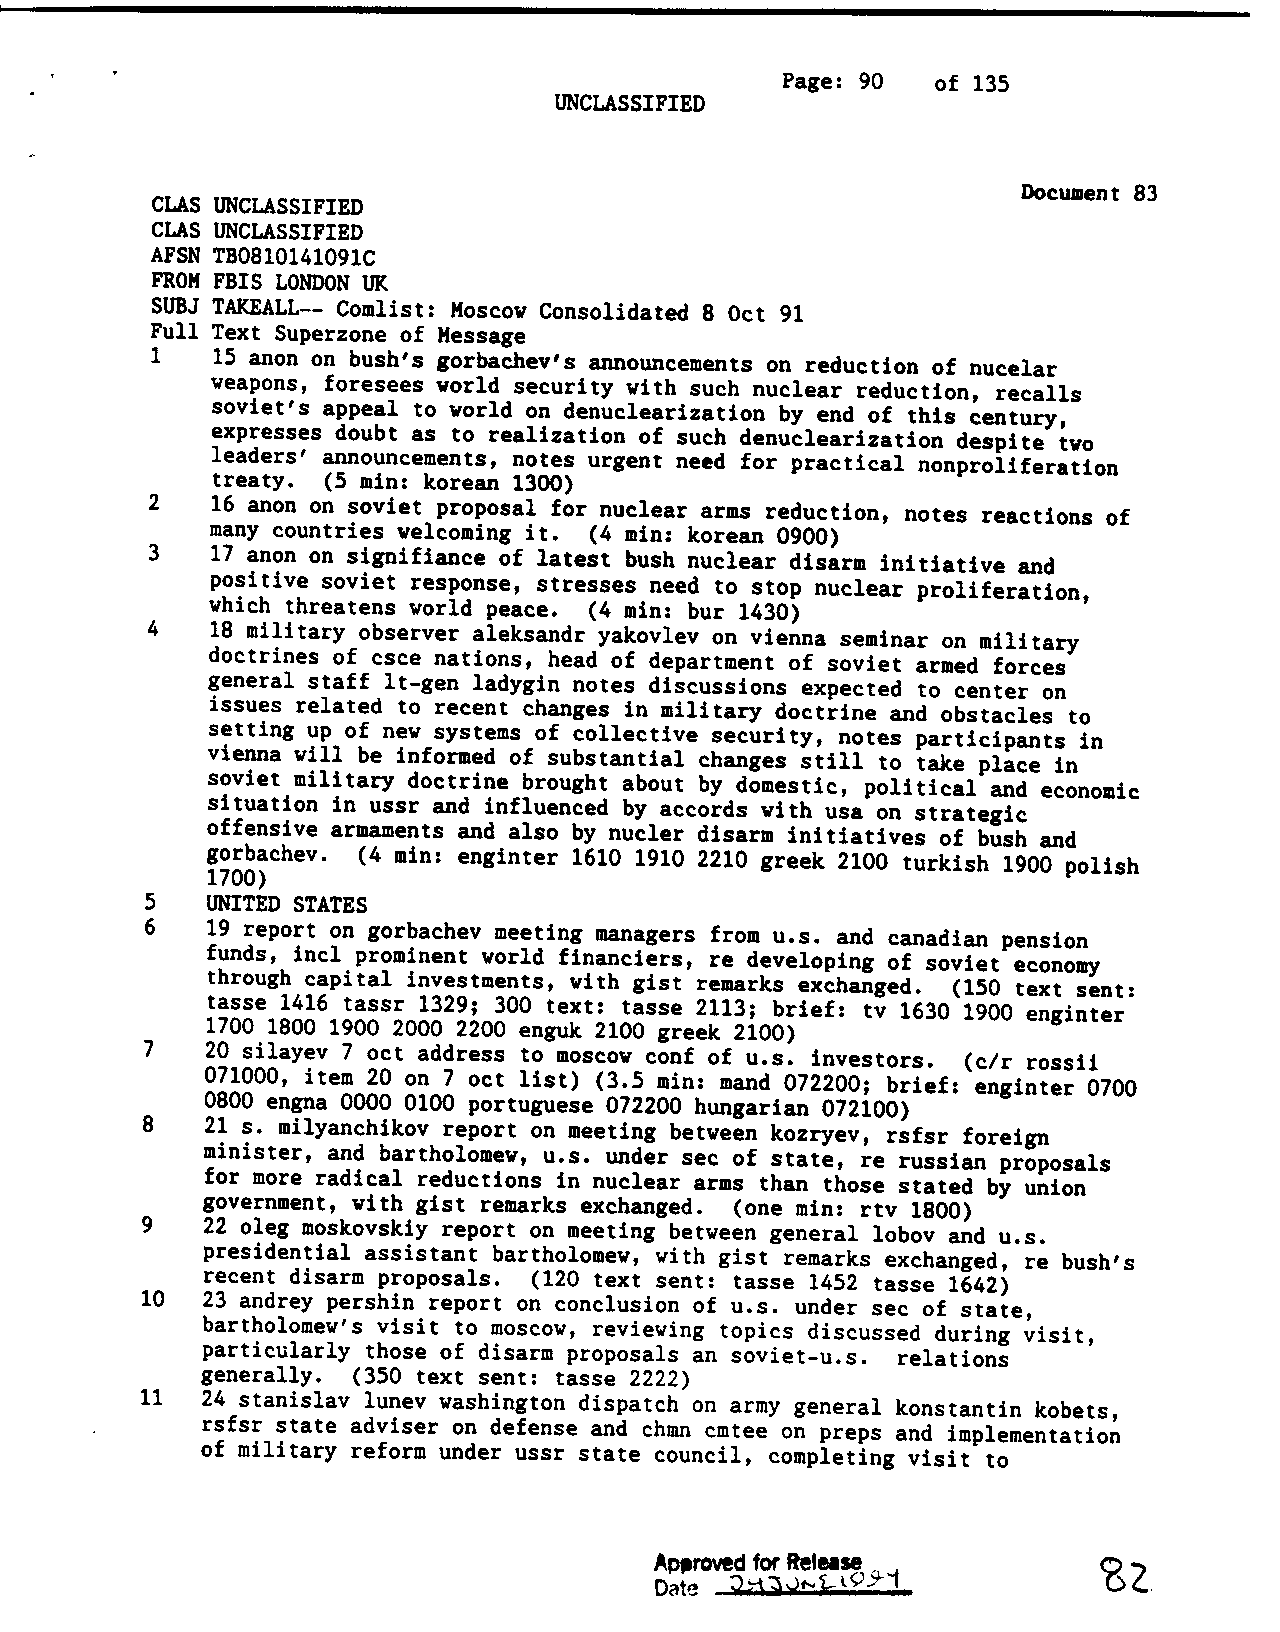 Page: 90 of 135
UNCLASSIFIED
Document 83
CLAS UNCLASSIFIED
CLAS UNCLASSIFIED
AFSN TB0810141091C
FROM FBIS LONDON UK
SUBJ TAKEALL-- Comlist: Moscow Consolidated 8 Oct 91
Full Text Superzone of Message
1 15 anon on bush's gorbachev's announcements on reduction of nucelar
weapons, foresees world security with such nuclear reduction, recalls
soviet's appeal to world on denuclearization by end of this century,
expresses doubt as to realization of such denuclearization despite two
leaders' announcements, notes urgent need for practical nonproliferation
treaty. (5 min: korean 1300)
2 16 anon on soviet proposal for nuclear arms reduction, notes reactions of
many countries welcoming it. (4 min: korean 0900)
3 17 anon on signifiance of latest bush nuclear disarm initiative and
positive soviet response, stresses need to stop nuclear proliferation,
which threatens world peace. (4 min: bur 1430)
4 18 military observer aleksandr yakovlev on vienna seminar on military
doctrines of csce nations, head of department of soviet armed forces
general staff lt-gen ladygin notes discussions expected to center on
issues related to recent changes in military doctrine and obstacles to
setting up of new systems of collective security, notes participants in
vienna will be informed of substantial changes still to take place in
soviet military doctrine brought about by domestic, political and economic
situation in ussr and influenced by accords with usa on strategic
offensive armaments and also by nucler disarm initiatives of bush and
gorbachev. (4 min: enginter 1610 1910 2210 greek 2100 turkish 1900 polish
1700)
5 UNITED STATES
6 19 report on gorbachev meeting managers from u.s. and canadian pension
funds, incl prominent world financiers, re developing of soviet economy
through capital investments, with gist remarks exchanged. (150 text sent:
tasse 1416 tassr 1329; 300 text: tasse 2113; brief: tv 1630 1900 enginter
1700 1800 1900 2000 2200 enguk 2100 greek 2100)
7 20 silayev 7 oct address to moscow conf of u.s. investors. (c/r rossii
071000, item 20 on 7 oct list) (3.5 min: mand 072200; brief: enginter 0700
0800 engna 0000 0100 portuguese 072200 hungarian 072100)
8 21 s. milyanchikov report on meeting between kozryev, rsfsr foreign
minister, and bartholomew, u.s. under sec of state, re russian proposals
for more radical reductions in nuclear arms than those stated by union
government, with gist remarks exchanged. (one min: rtv 1800)
9 22 oleg moskovskiy report on meeting between general lobov and u.s.
presidential assistant bartholomew, with gist remarks exchanged, re bush's
recent disarm proposals. (120 text sent: tasse 1452 tasse 1642)
10 23 andrey pershin report on conclusion of u.s. under sec of state,
bartholomew's visit to moscow, reviewing topics discussed during visit,
particularly those of disarm proposals an soviet-u.s. relations
generally. (350 text sent: tasse 2222)
11 24 stanislav lunev washington dispatch on army general konstantin kobets,
rsfsr state adviser on defense and chmn cmtee on preps and implementation
of military reform under ussr state council, completing visit to
Approved for Release
Date
82